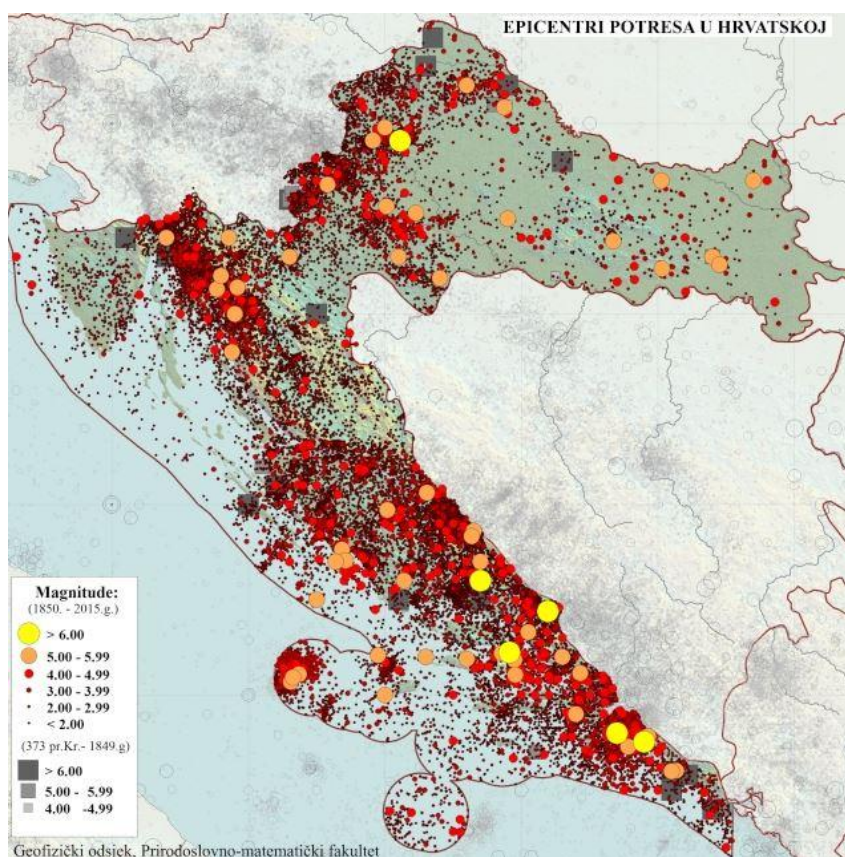 EPICENTRI POTRESA U HRVATSKOJ
Magnitude:
(1850. - 2015.g.)
> 6.00
5.00 - 5.99
4.00 - 4.99
3.00 - 3.99
2.00 - 2.99
< 2.00
(373 pr.Kr.- 1849.g)
> 6.00
5.00 - 5.99
4.00 -4.99
Geofizički odsjek, Prirodoslovno-matematički fakultet